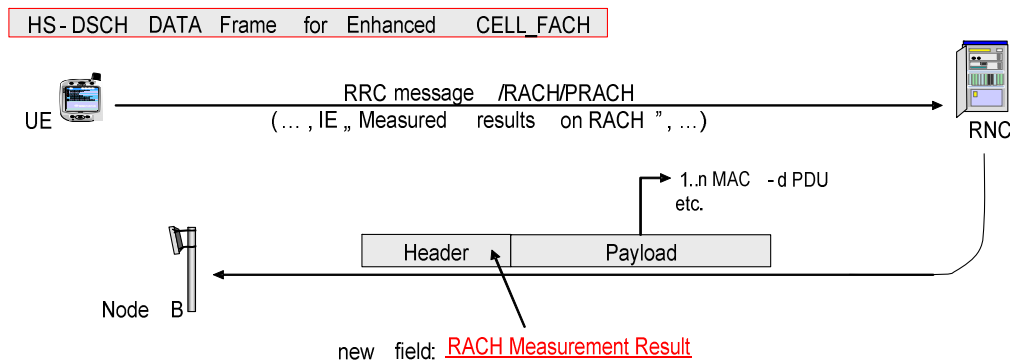 HS-DSCH DATA Frame for Enhanced CELL_FACH
RRC message /RACH/PRACH
UE
(... , IE „ Measured results on RACH ”, ...)
RNC
1..n MAC -d PDU
etc.
Header
Payload
Node B
new field: RACH Measurement Result